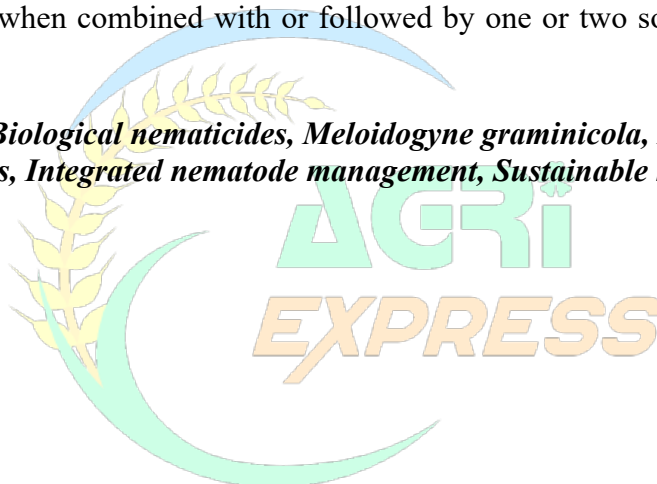 when combined with or followed by one or two so
Biological nematicides, Meloidogyne graminicola,
s, Integrated nematode management, Sustainable
AGRi
EXPRESS